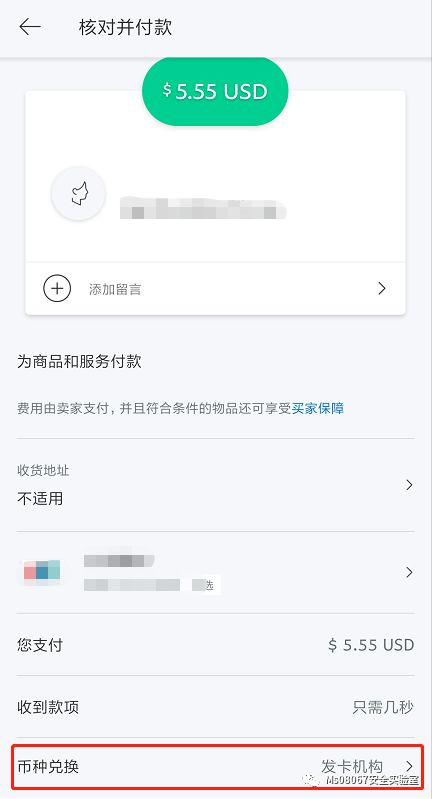 核对并付款
$ 5.55 USD
添加留言
为商品和服务付款
费用由卖家支付，并且符合条件的物品还可享受买家保障
收货地址
不适用
选
您支付
$ 5.55 USD
收到款项
只需几秒
币种兑换
发卡机构
Ms08067安全实验室